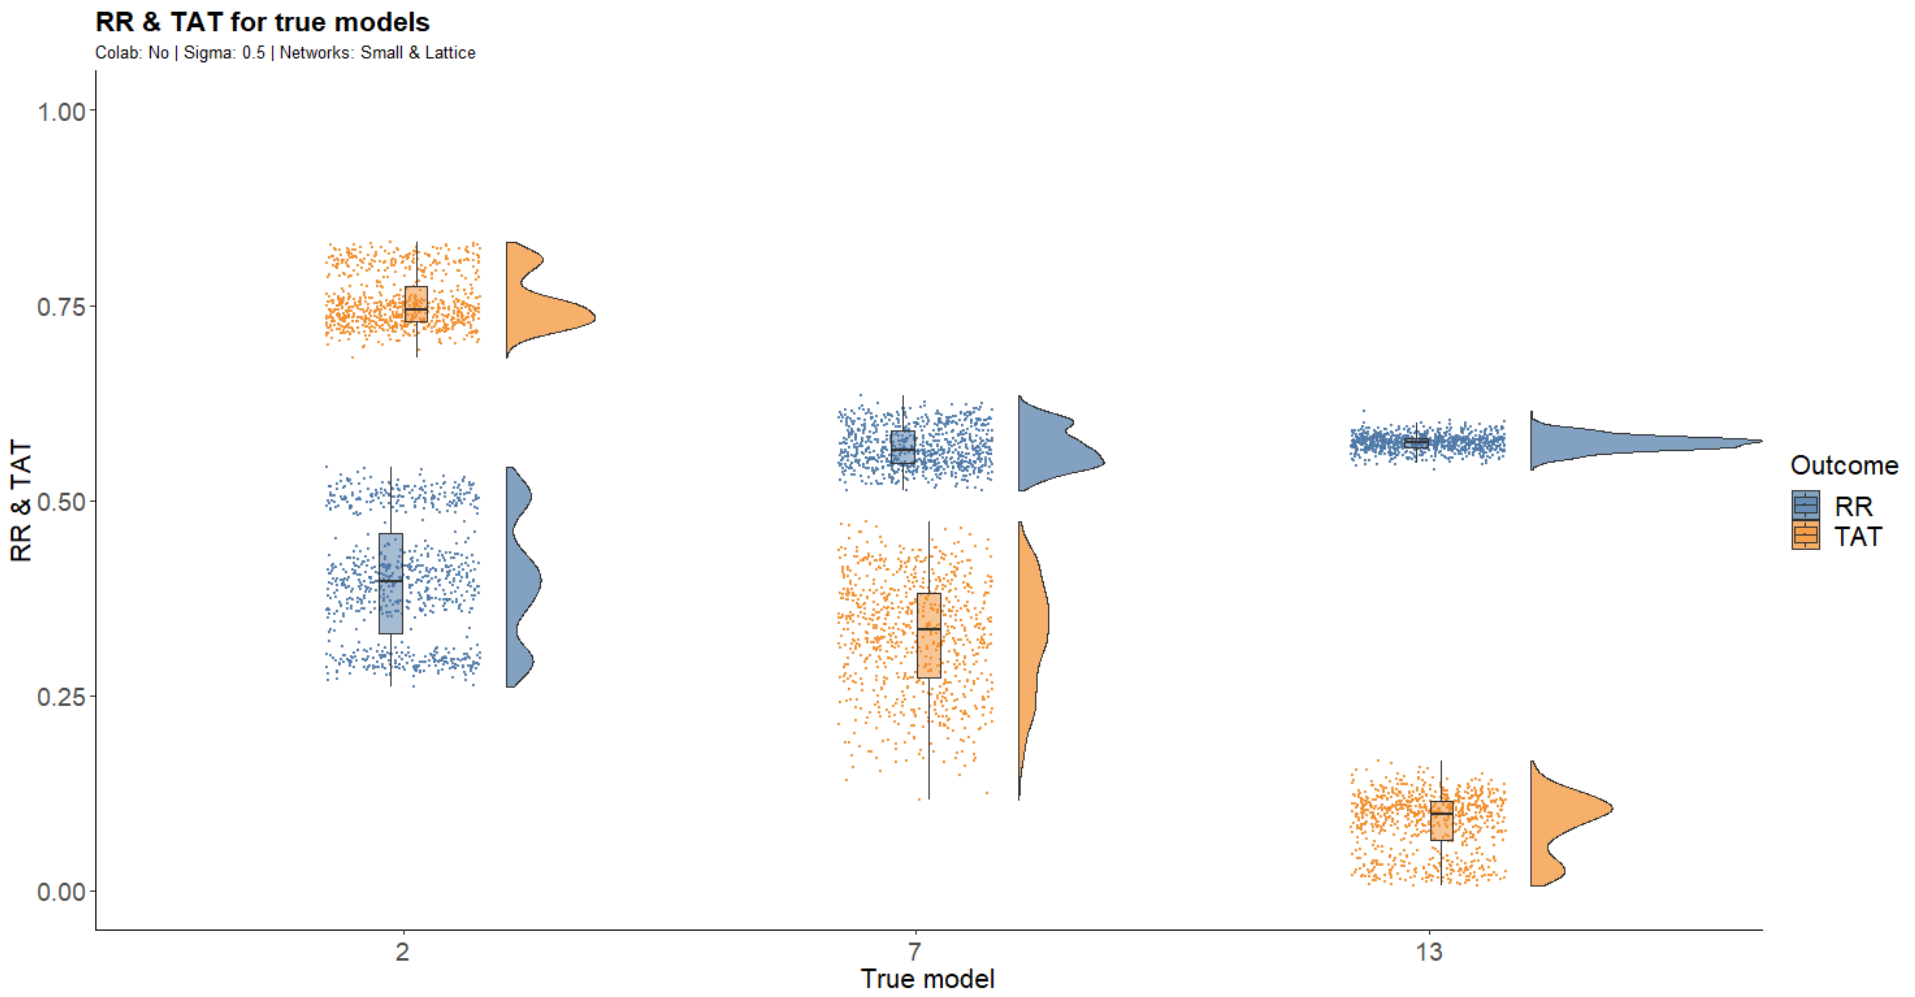 RR & TAT for true models
Colab: No | Sigma: 0.5 | Networks: Small & Lattice
1.00
0.75
0.50
0.25
0.00
RR & TAT
2
7
13
True model
Outcome
RR
TAT